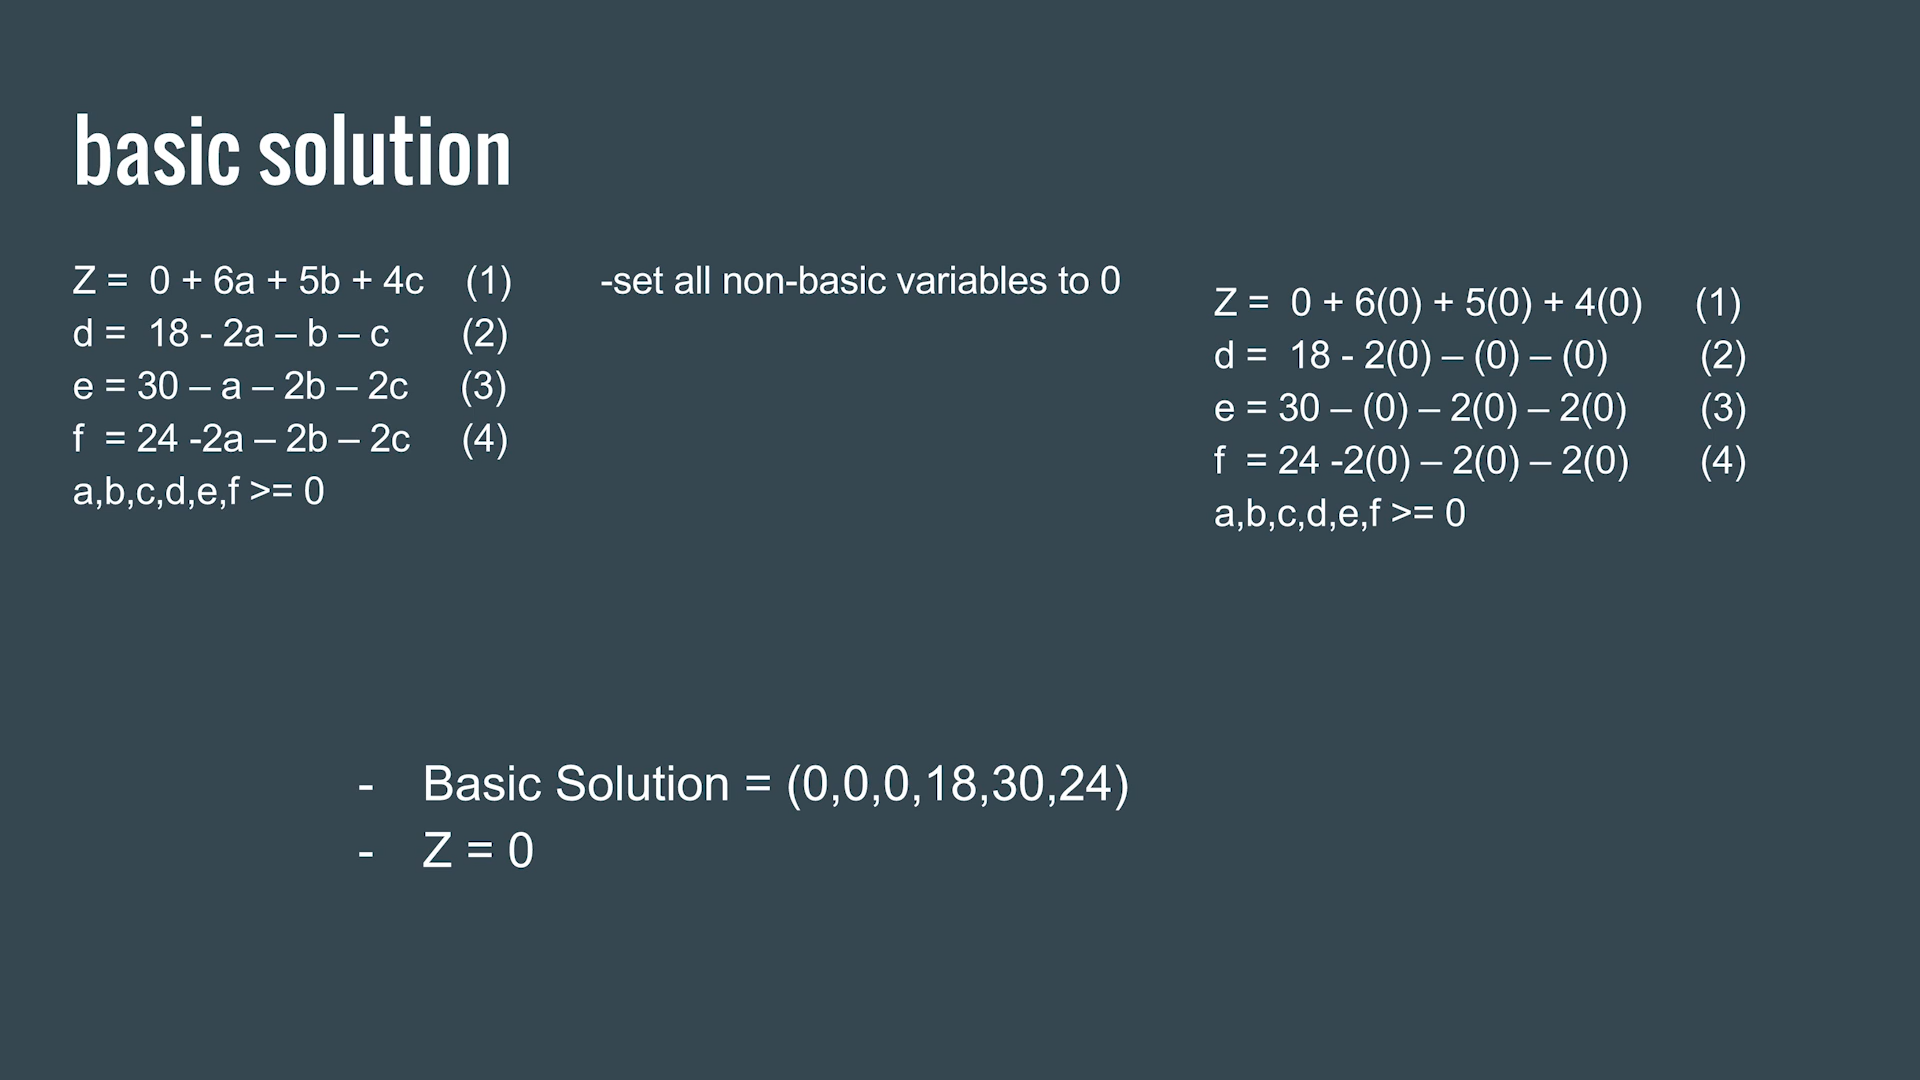 basic solution
Z = 0 + 6a + 5b + 4c (1)
d = 18 - 2a – b – c (2)
e = 30 – a – 2b – 2c (3)
f = 24 -2a – 2b – 2c (4)
a,b,c,d,e,f >= 0
-set all non-basic variables to 0
Z = 0 + 6(0) + 5(0) + 4(0) (1)
d = 18 - 2(0) – (0) – (0) (2)
e = 30 – (0) – 2(0) – 2(0) (3)
f = 24 -2(0) – 2(0) – 2(0) (4)
a,b,c,d,e,f >= 0
- Basic Solution = (0,0,0,18,30,24)
- Z = 0